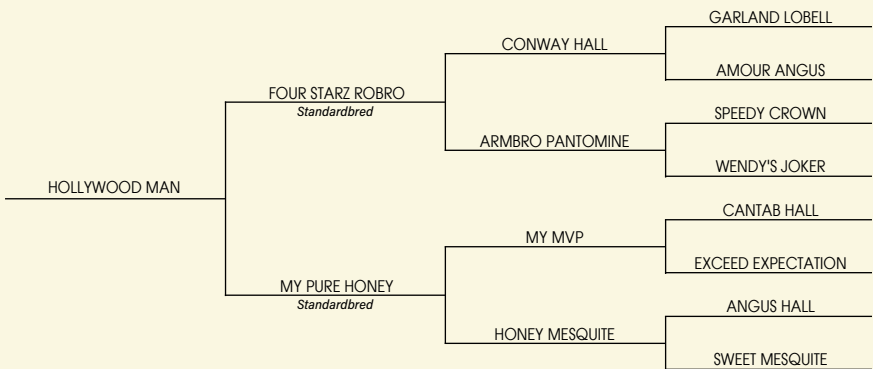 GARLAND LOBELL
CONWAY HALL
AMOUR ANGUS
FOUR STARZ ROBRO
Standardbred
SPEEDY CROWN
ARMBRO PANTOMINE
WENDY'S JOKER
HOLLYWOOD MAN
CANTAB HALL
MY MVP
EXCEED EXPECTATION
MY PURE HONEY
Standardbred
ANGUS HALL
HONEY MESQUITE
SWEET MESQUITE